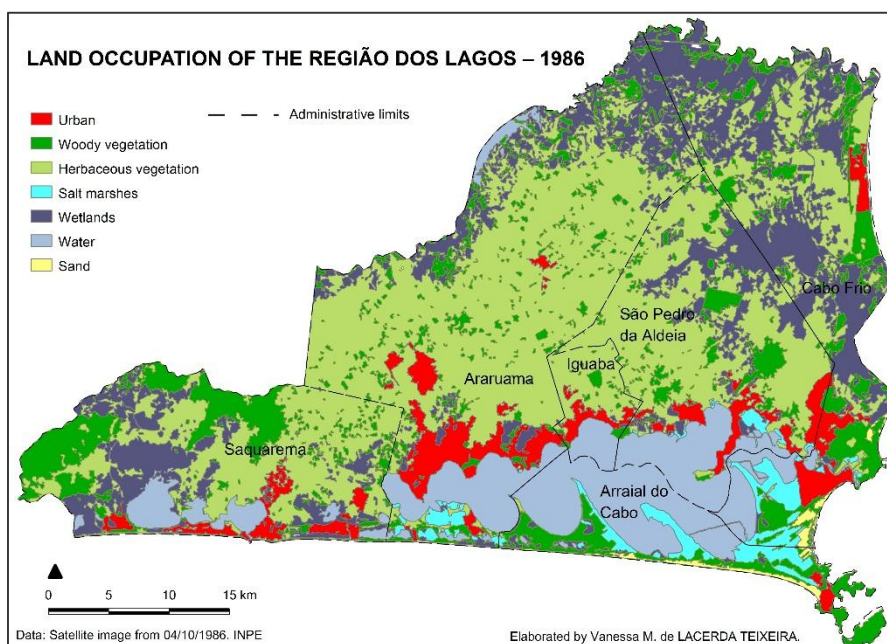 LAND OCCUPATION OF THE REGIÃO DOS LAGOS – 1986
Urban
Administrative limits
Woody vegetation
Herbaceous vegetation
Salt marshes
Wetlands
Water
Sand
Cabo Frio
São Pedro
da Aldeia
Iguaba
Araruama
Saquarema
Arraial do
Cabo
0 5 10 15 km
Data: Satellite image from 04/10/1986. INPE
Elaborated by Vanessa M. de LACERDA TEIXEIRA.